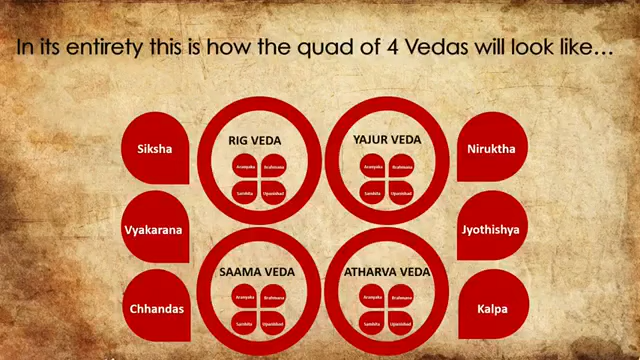 In its entirety this is how the quad of 4 Vedas will look like...
Siksha
RIG VEDA
Aranyaka Brahmana
Samhita Upanishad
YAJUR VEDA
Aranyaka Brahmana
Samhita Upanishad
Niruktha
Vyakarana
Jyothishya
SAAMA VEDA
Aranyaka Brahmana
Samhita Upanishad
ATHARVA VEDA
Aranyaka Brahmana
Samhita Upanishad
Chhandas
Kalpa